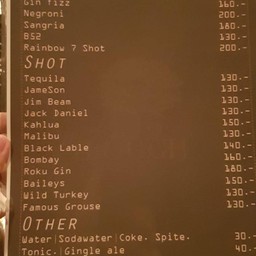 Gin fizz 160.-
Negroni 200.-
Sangria 180.-
B52 130.-
Rainbow 7 Shot 200.-
SHOT
Tequila 130.-
JameSon 130.-
Jim Beam 130.-
Jack Daniel 130.-
Kahlua 150.-
Malibu 130.-
Black Lable 140.-
Bombay 160.-
Roku Gin 180.-
Baileys 150.-
Wild Turkey 130.-
Famous Grouse 130.-
OTHER
Water|Sodawater|Coke. Spite. 30.-
Tonic.|Gingle ale 40.-